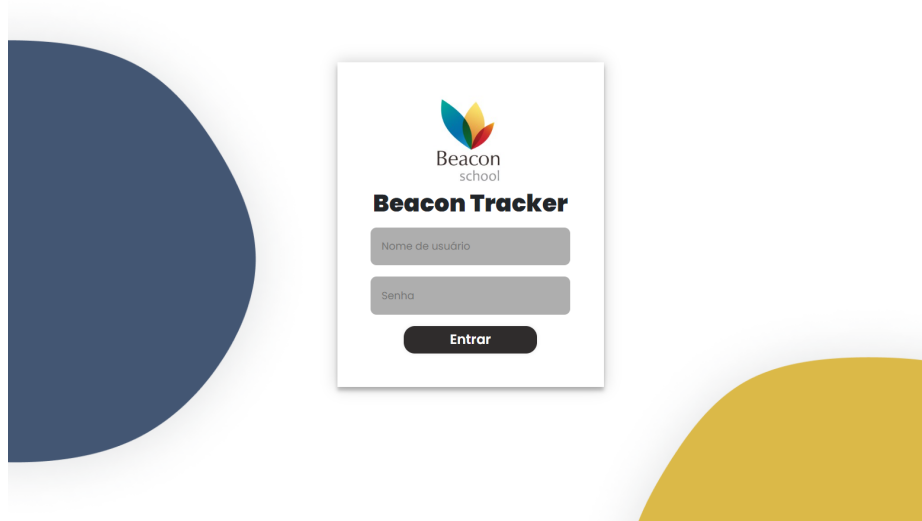 Beacon
school
Beacon Tracker
Nome de usuário
Senha
Entrar